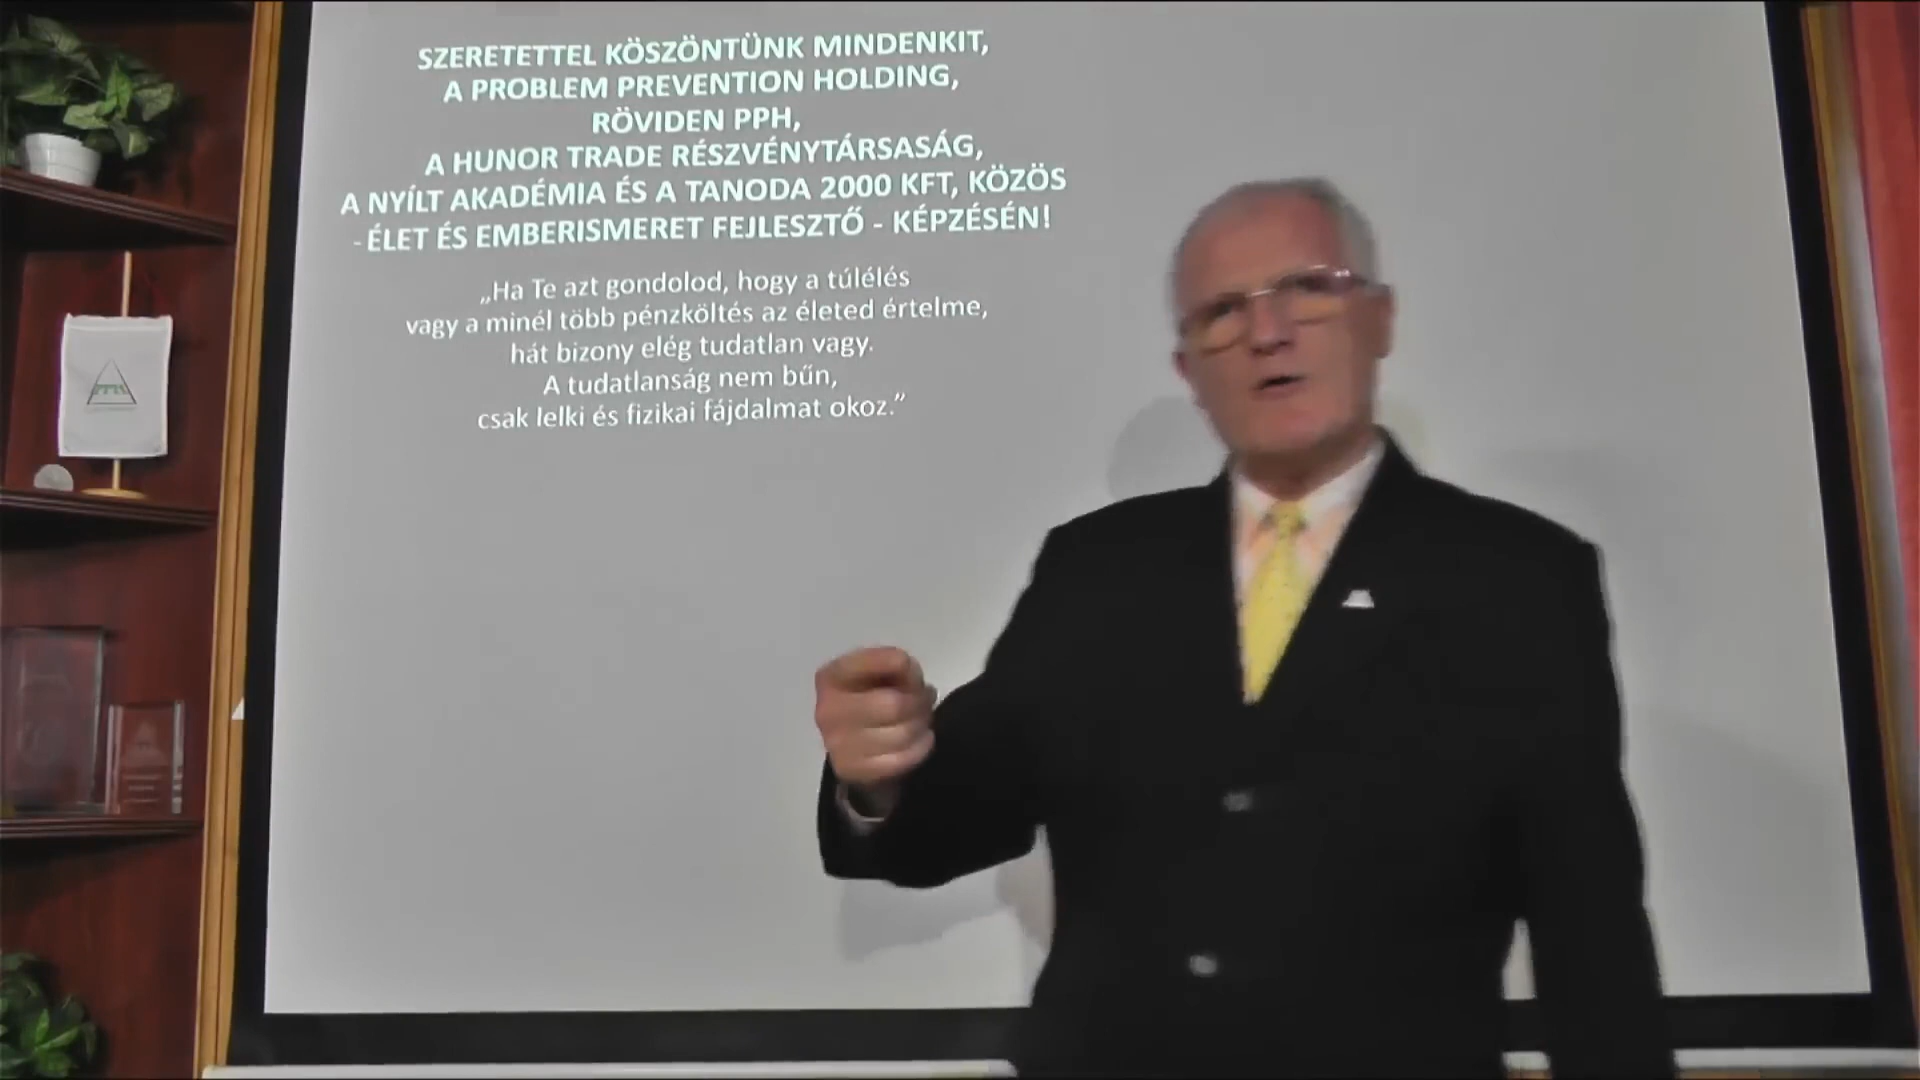 SZERETETTEL KÖSZÖNTÜNK MINDENKIT,
A PROBLEM PREVENTION HOLDING,
RÖVIDEN PPH,
A HUNOR TRADE RÉSZVÉNYTÁRSASÁG,
A NYÍLT AKADÉMIA ÉS A TANODA 2000 KFT, KÖZÖS
- ÉLET ÉS EMBERISMERET FEJLESZTŐ - KÉPZÉSÉN!
„Ha Te azt gondolod, hogy a túlélés
vagy a minél több pénzköltés az életed értelme,
hát bizony elég tudatlan vagy.
A tudatlanság nem bűn,
csak lelki és fizikai fájdalmat okoz.”